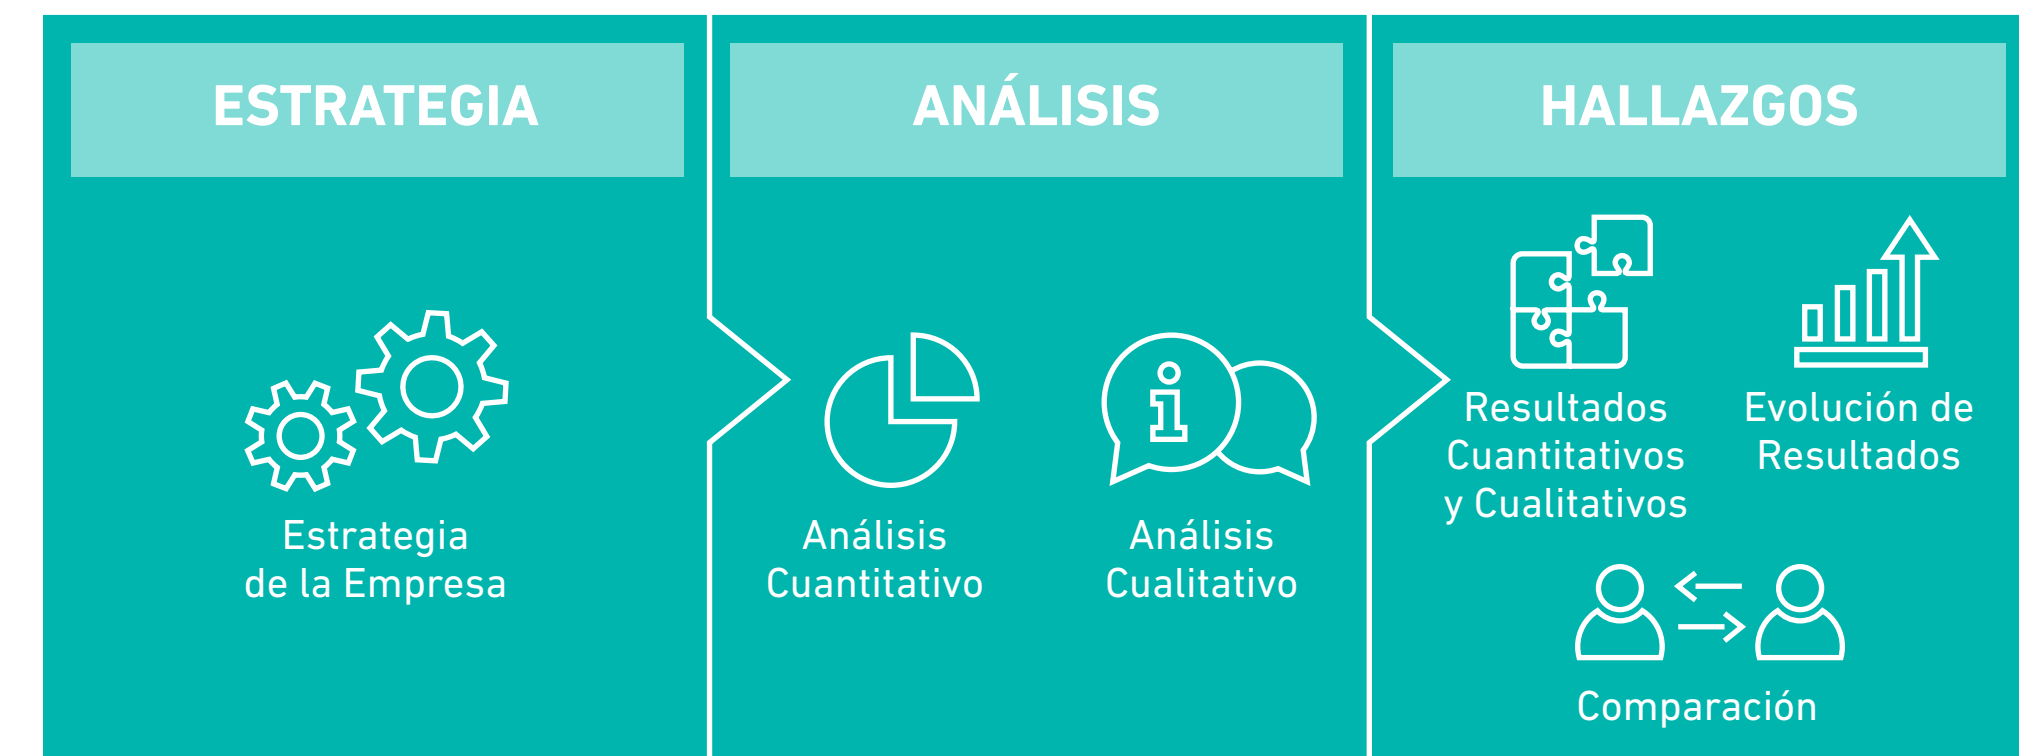 ESTRATEGIA
Estrategia
de la Empresa
ANÁLISIS
Análisis
Cuantitativo
Análisis
Cualitativo
HALLAZGOS
Resultados
Cuantitativos
y Cualitativos
Evolución de
Resultados
Comparación